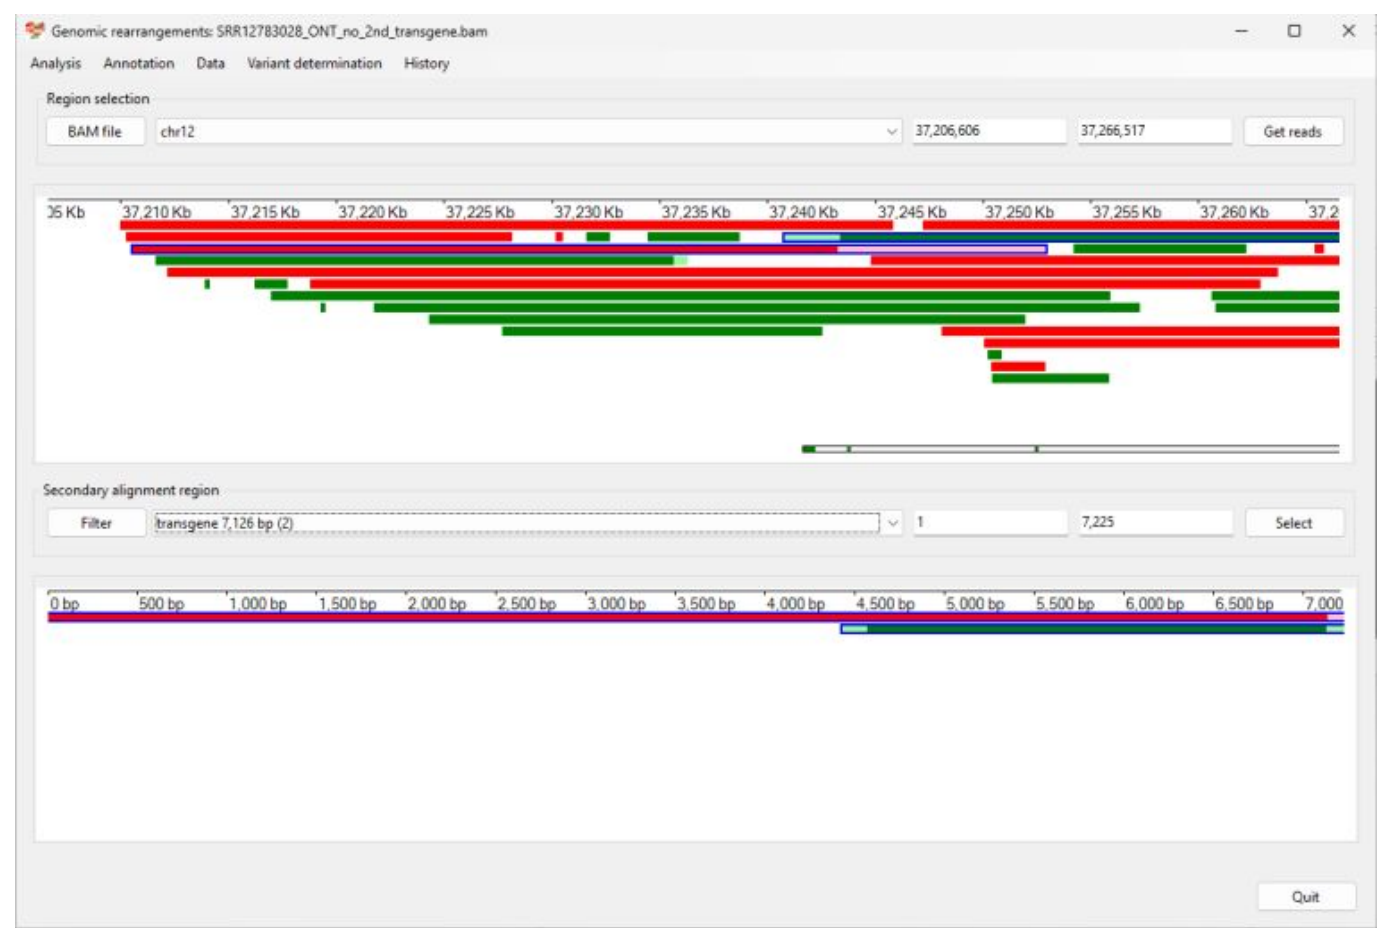 Genomic rearrangements: SRR12783028_ONT_no_2nd_transgene.bam
Analysis Annotation Data Variant determination History
Region selection
BAM file chr12 37,206,606 37,266,517 Get reads
05 Kb 37,210 Kb 37,215 Kb 37,220 Kb 37,225 Kb 37,230 Kb 37,235 Kb 37,240 Kb 37,245 Kb 37,250 Kb 37,255 Kb 37,260 Kb 37,2
Secondary alignment region
Filter transgene 7,126 bp (2) 1 7,225 Select
0 bp 500 bp 1,000 bp 1,500 bp 2,000 bp 2,500 bp 3,000 bp 3,500 bp 4,000 bp 4,500 bp 5,000 bp 5,500 bp 6,000 bp 6,500 bp 7,000
Quit